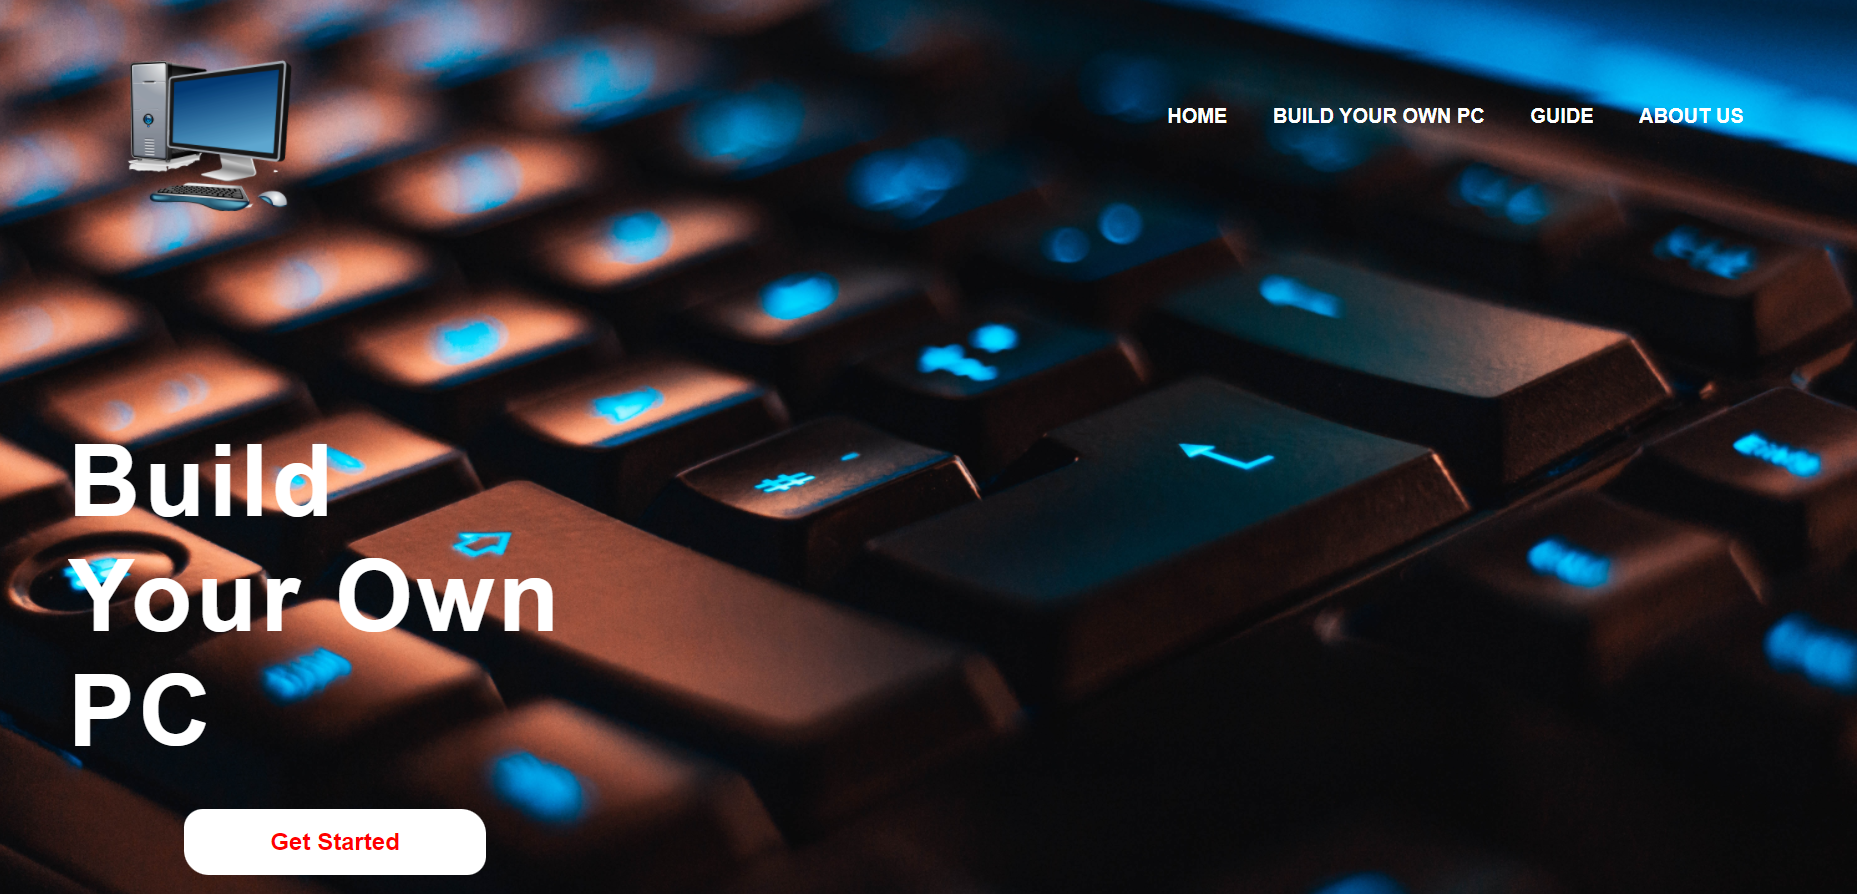 HOME BUILD YOUR OWN PC GUIDE ABOUT US
Build
Your Own
PC
Get Started